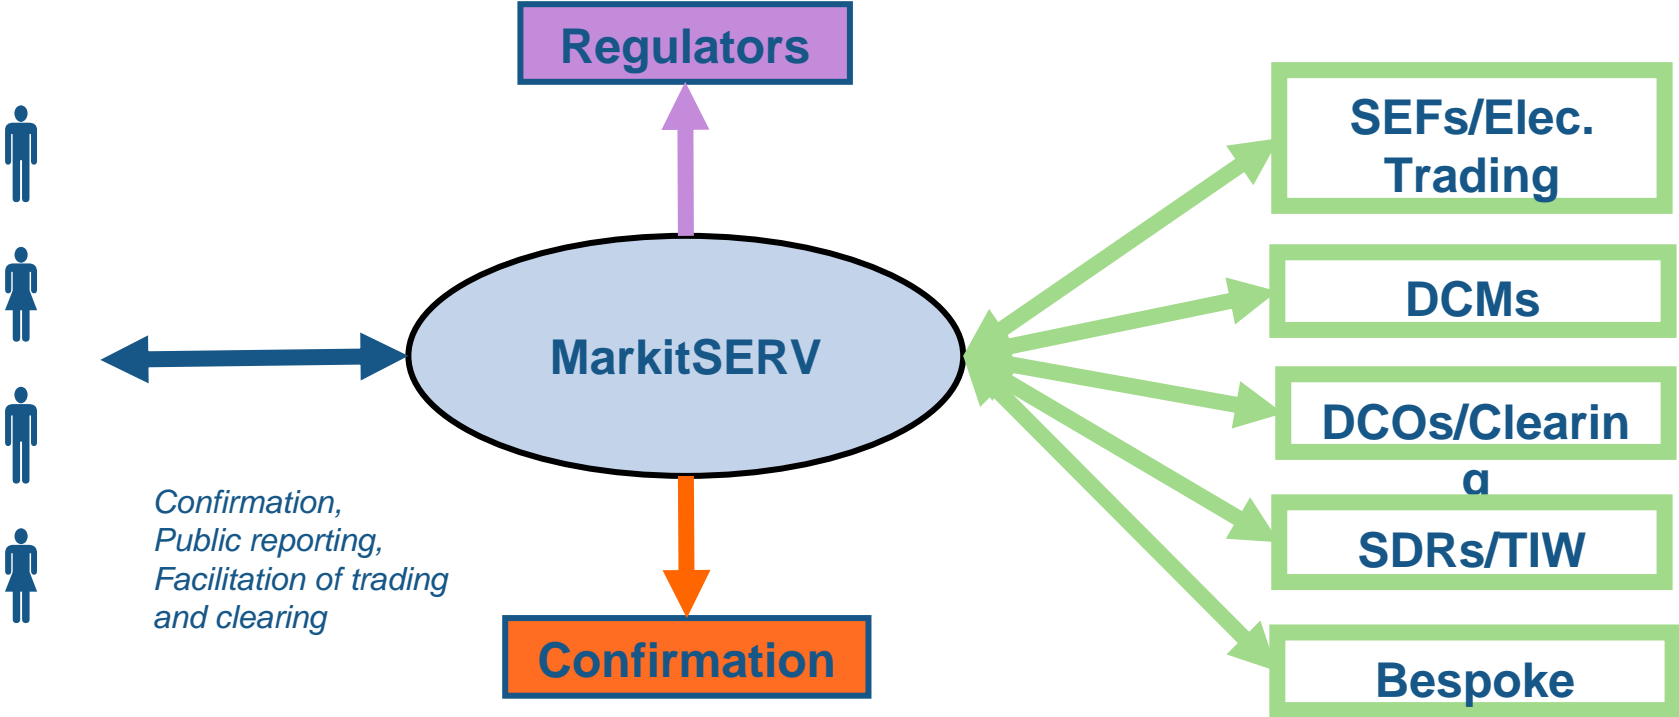 Regulators
SEFs/Elec.
Trading
DCMs
MarkitSERV
DCOs/Clearin
g
Confirmation,
Public reporting,
Facilitation of trading
and clearing
SDRs/TIW
Confirmation
Bespoke